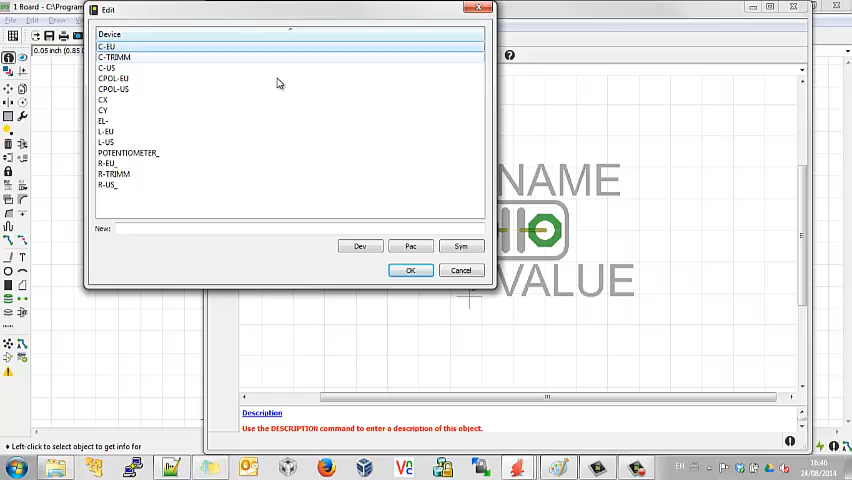 1 Board - C:\Program
Edit
File
Edit
Draw
0.05 inch (0.85
Device
C-EU
C-TRIMM
C-US
CPOL-EU
CPOL-US
CX
CY
EL-
L-EU
L-US
POTENTIOMETER_
R-EU_
R-TRIMM
R-US_
New:
Dev
Pac
Sym
OK
Cancel
NAME
VALUE
Description
Use the DESCRIPTION command to enter a description of this object.
Left-click to select object to get info for
EN
16:46
24/08/2014